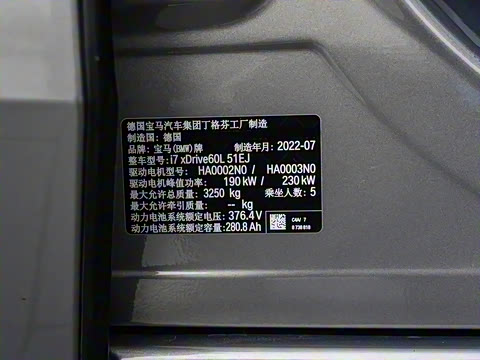 德国宝马汽车集团丁格芬工厂制造
制造国：德国
品牌：宝马(BMW)牌 制造年月：2022-07
整车型号：i7 xDrive60L 51EJ
驱动电机型号： HA0002N0 / HA0003N0
驱动电机峰值功率： 190 kW / 230 kW
最大允许总质量： 3250 kg 乘坐人数：5
最大允许牵引质量： -- kg
动力电池系统额定电压：376.4 V
动力电池系统额定容量：280.8 Ah